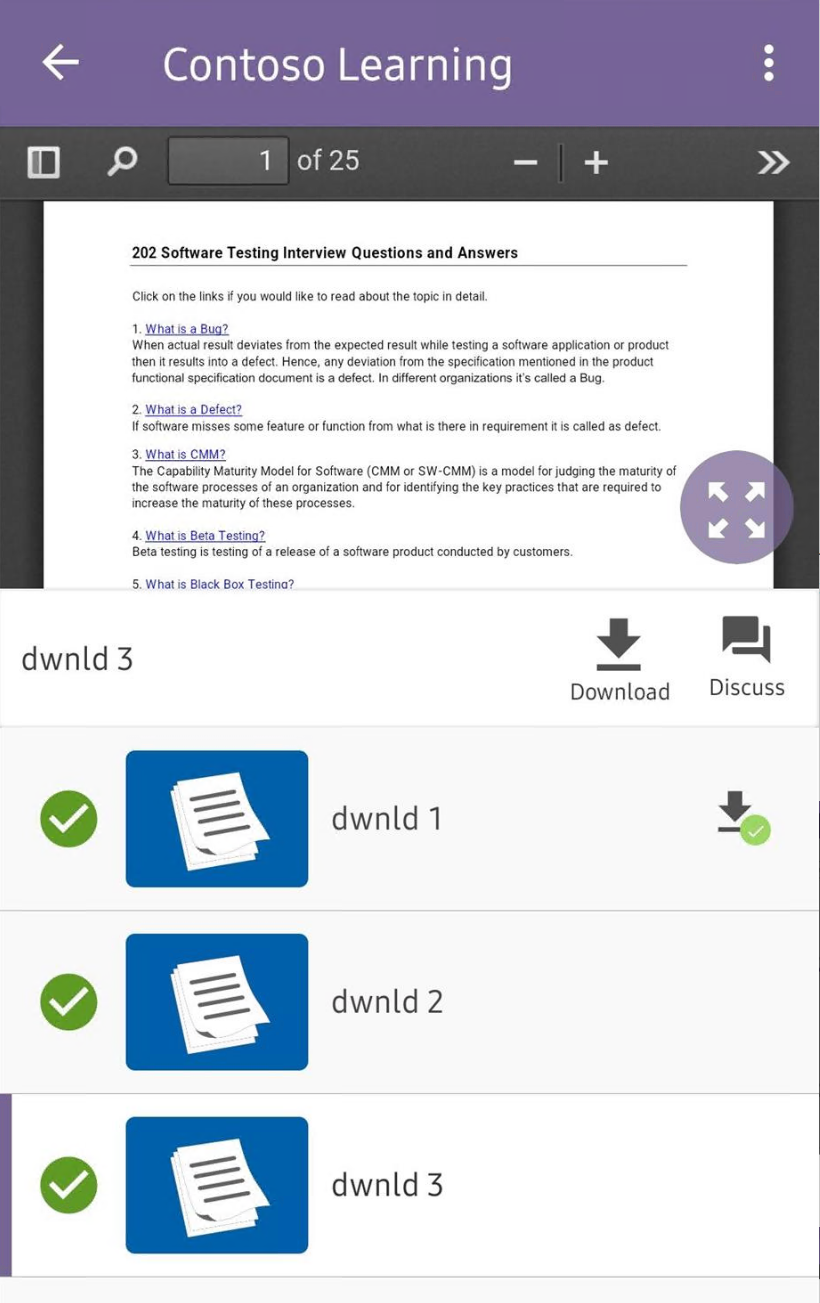 Contoso Learning
1 of 25
202 Software Testing Interview Questions and Answers
Click on the links if you would like to read about the topic in detail.
1. What is a Bug?
When actual result deviates from the expected result while testing a software application or product
then it results into a defect. Hence, any deviation from the specification mentioned in the product
functional specification document is a defect. In different organizations it's called a Bug.
2. What is a Defect?
If software misses some feature or function from what is there in requirement it is called as defect.
3. What is CMM?
The Capability Maturity Model for Software (CMM or SW-CMM) is a model for judging the maturity of
the software processes of an organization and for identifying the key practices that are required to
increase the maturity of these processes.
4. What is Beta Testing?
Beta testing is testing of a release of a software product conducted by customers.
5. What is Black Box Testing?
dwnld 3
Download
Discuss
dwnld 1
dwnld 2
dwnld 3